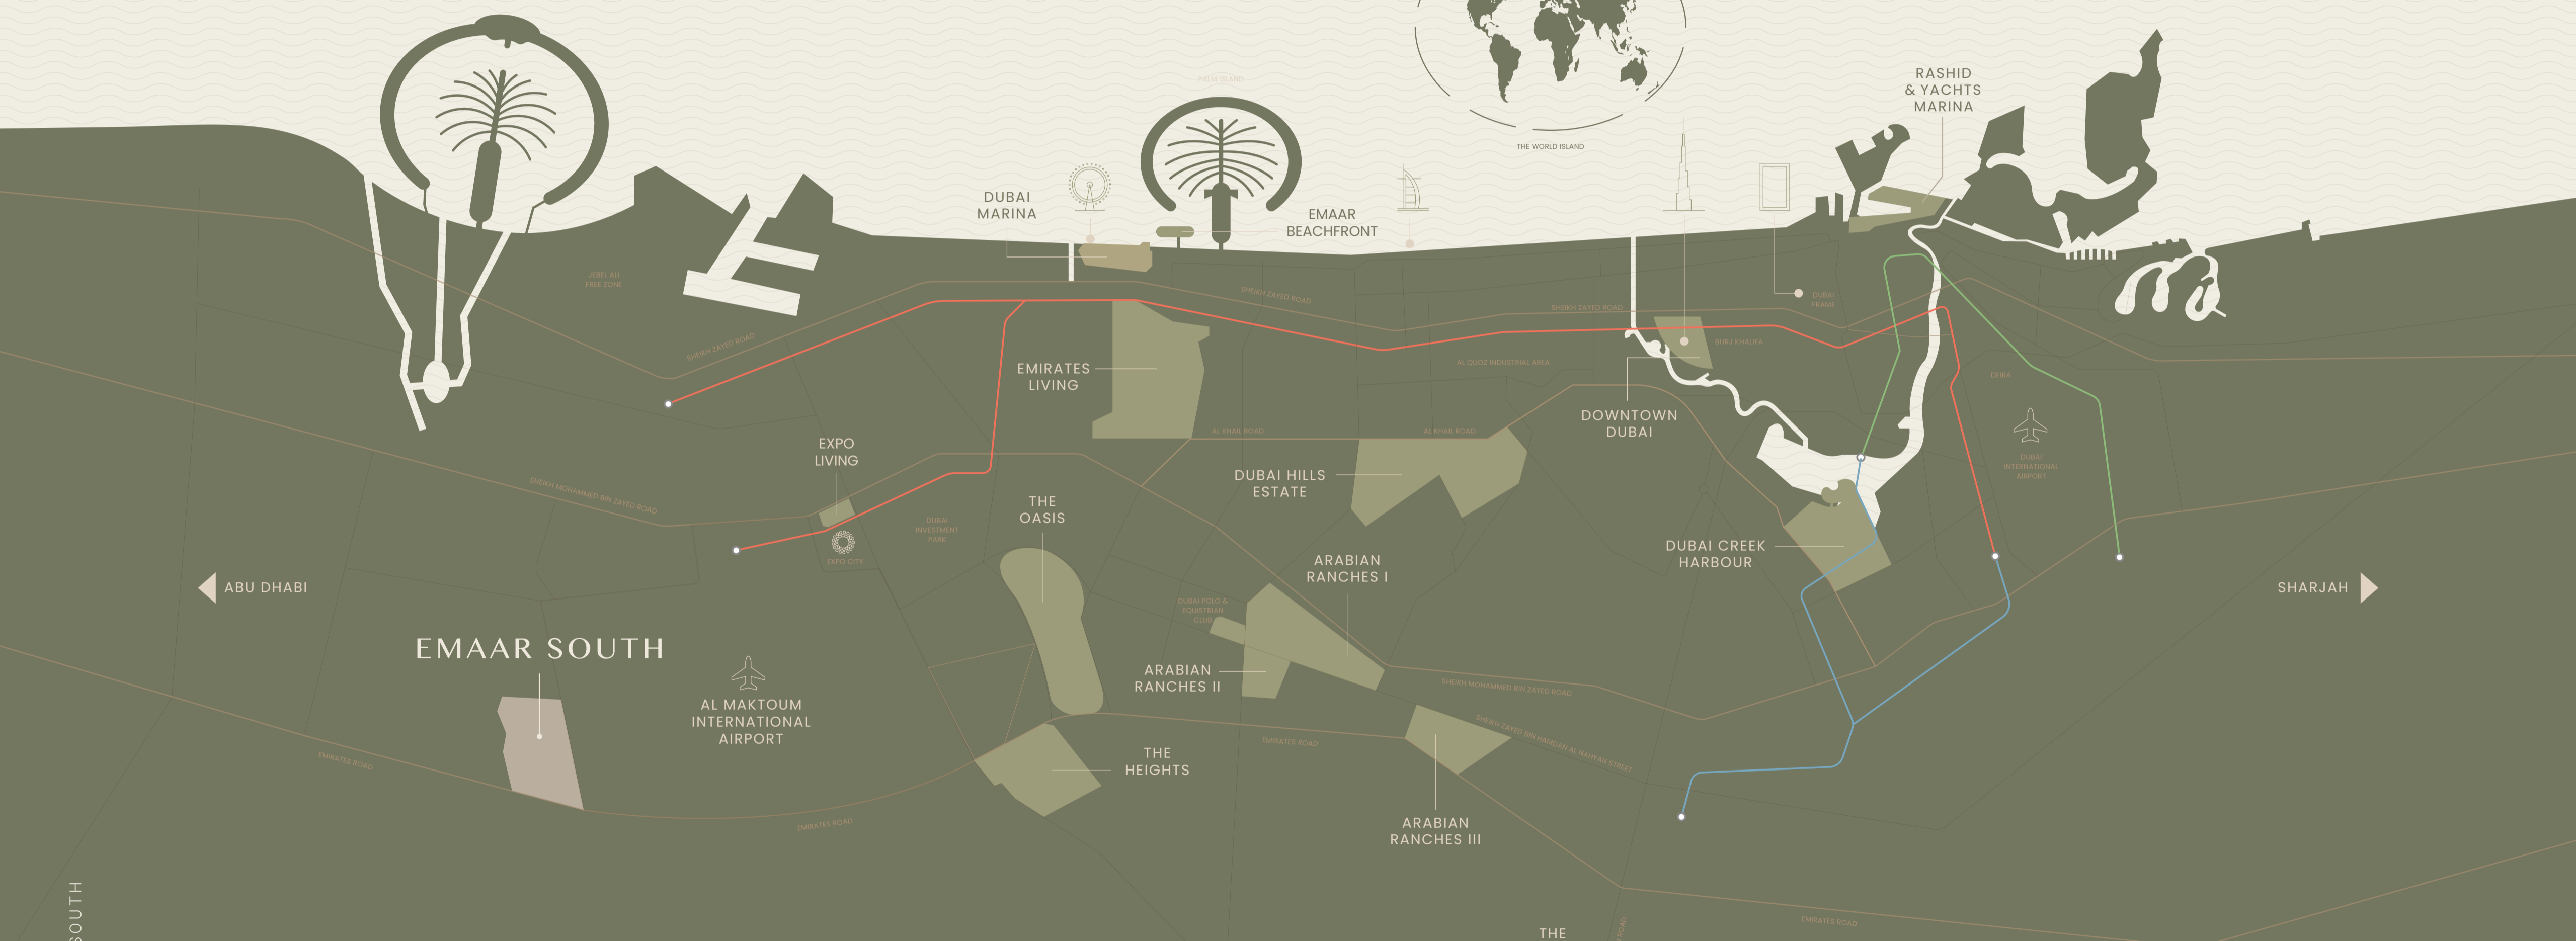 PALM ISLAND
THE WORLD ISLAND
RASHID
& YACHTS
MARINA
DUBAI
MARINA
EMAAR
BEACHFRONT
JEBEL ALI
FREE ZONE
SHEIKH ZAYED ROAD
SHEIKH ZAYED ROAD
SHEIKH ZAYED ROAD
DUBAI
FRAME
BURJ KHALIFA
AL QUOZ INDUSTRIAL AREA
DEIRA
EMIRATES
LIVING
DOWNTOWN
DUBAI
AL KHAIL ROAD
AL KHAIL ROAD
EXPO
LIVING
DUBAI HILLS
ESTATE
DUBAI
INTERNATIONAL
AIRPORT
SHEIKH MOHAMMED BIN ZAYED ROAD
THE
OASIS
DUBAI
INVESTMENT
PARK
EXPO CITY
DUBAI CREEK
HARBOUR
ARABIAN
RANCHES I
ABU DHABI
SHARJAH
DUBAI POLO &
EQUISTRIAN
CLUB
EMAAR SOUTH
ARABIAN
RANCHES II
SHEIKH MOHAMMED BIN ZAYED ROAD
AL MAKTOUM
INTERNATIONAL
AIRPORT
SHEIKH ZAYED BIN HAMDAN AL NAHYAN STREET
EMIRATES ROAD
EMIRATES ROAD
THE
HEIGHTS
EMIRATES ROAD
ARABIAN
RANCHES III
SOUTH
EMIRATES ROAD
ROAD
THE